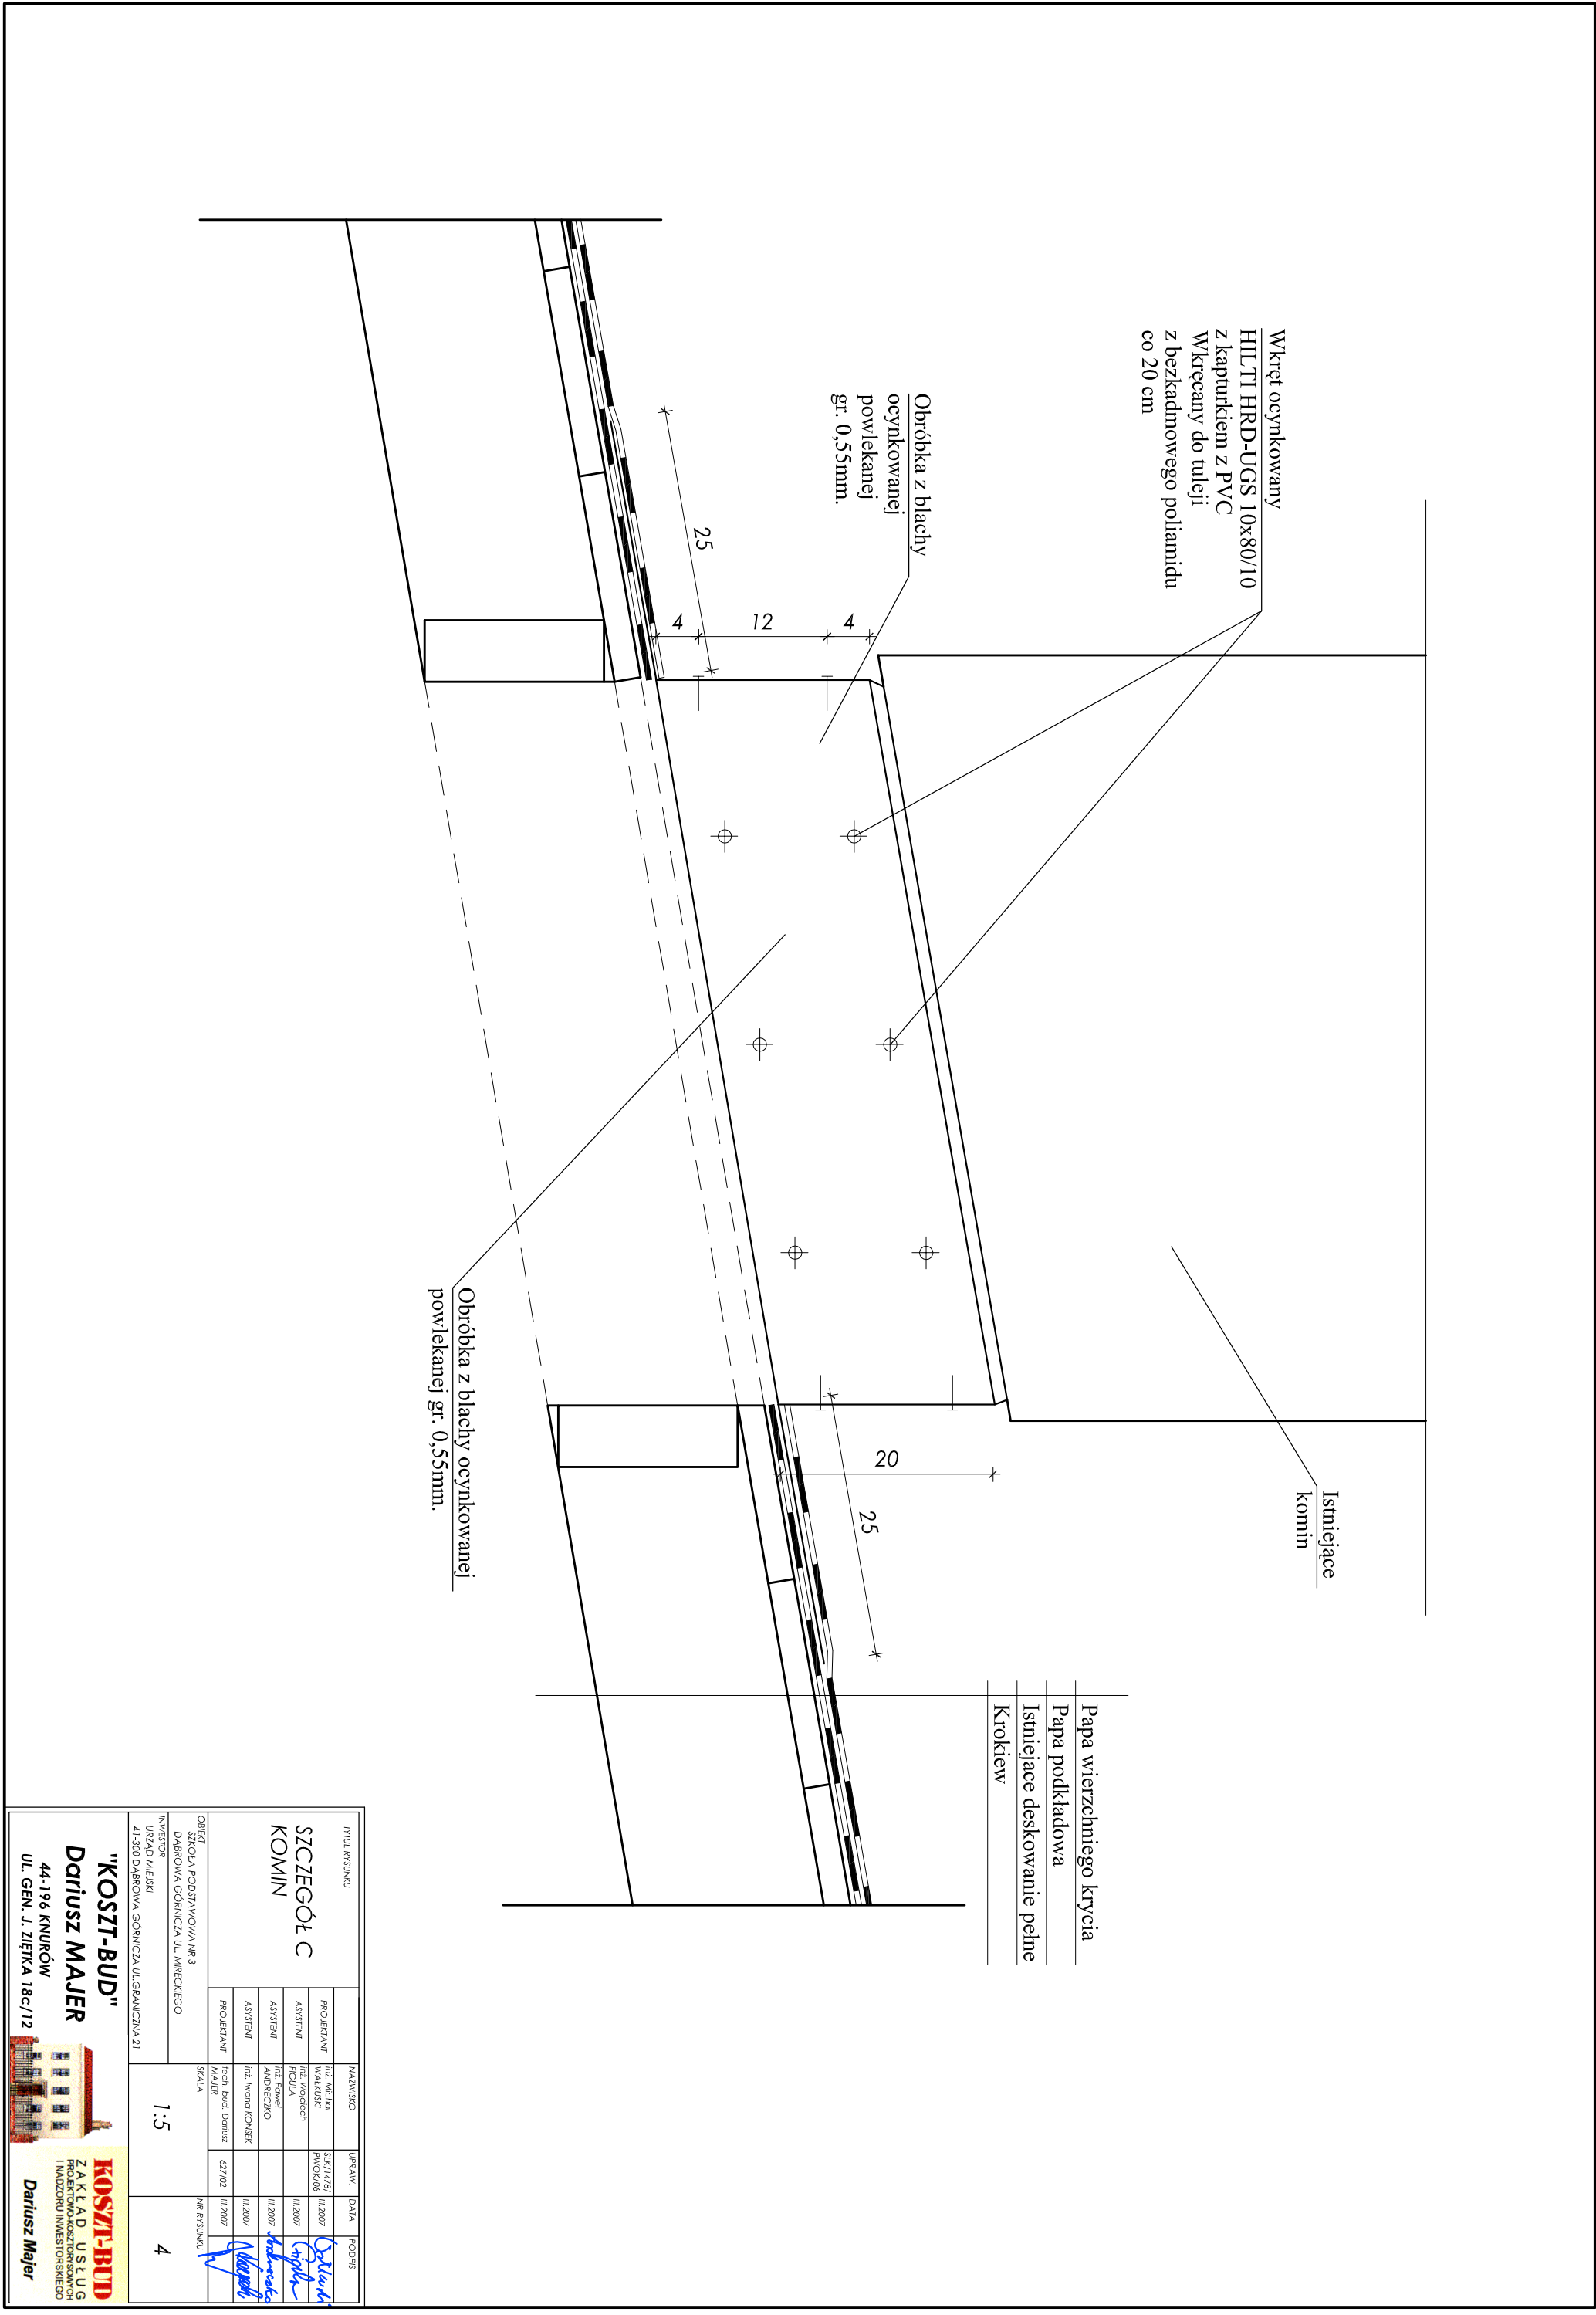 Wkręt ocynkowany
HILTI HRD-UGS 10x80/10
z kapturkiem z PVC
Wkręcany do tuleji
z bezkadmowego poliamidu
co 20 cm
Obróbka z blachy
ocynkowanej
powlekanej
gr. 0,55mm.
25
4
12
4
Istniejące
komin
20
25
Obróbka z blachy ocynkowanej
powlekanej gr. 0,55mm.
Papa wierzchniego krycia
Papa podkładowa
Istniejace deskowanie pełne
Krokiew
TYTUŁ RYSUNKU
SZCZEGÓŁ C
KOMIN
NAZWISKO UPRAW. DATA PODPIS
PROJEKTANT inż. Michał WAŁKUSKI SLK/1478/PWOK/06 III.2007
ASYSTENT inż. Wojciech FIGULA III.2007
ASYSTENT inż. Paweł ANDRECZKO III.2007
ASYSTENT inż. Iwona KONSEK III.2007
PROJEKTANT tech. bud. Dariusz MAJER 627/02 III.2007
OBIEKT
SZKOŁA PODSTAWOWA NR 3
DĄBROWA GÓRNICZA UL. MIRECKIEGO
INWESTOR
URZĄD MIEJSKI
41-300 DĄBROWA GÓRNICZA UL.GRANICZNA 21
SKALA
1:5
NR RYSUNKU
4
"KOSZT-BUD"
Dariusz MAJER
44-196 KNURÓW
UL. GEN. J. ZIĘTKA 18c/12
KOSZT-BUD
ZAKŁAD USŁUG
PROJEKTOWO-KOSZTORYSOWYCH
I NADZORU INWESTORSKIEGO
Dariusz Majer